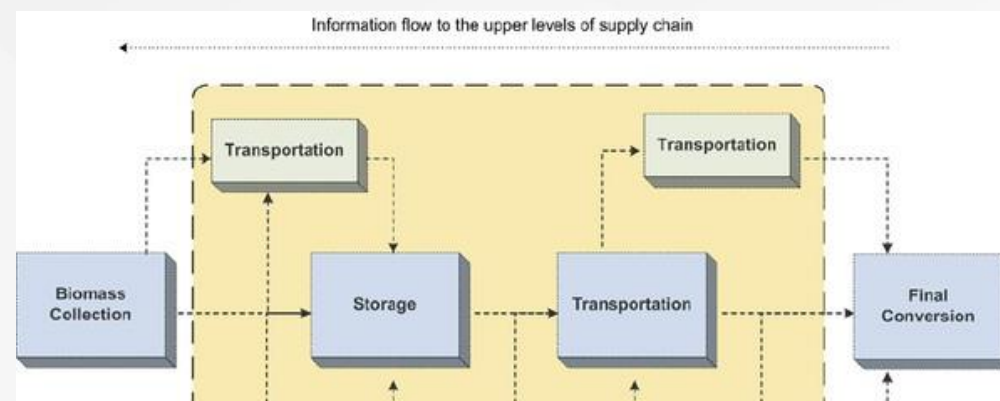 Information flow to the upper levels of supply chain
Transportation
Transportation
Biomass
Collection
Storage
Transportation
Final
Conversion